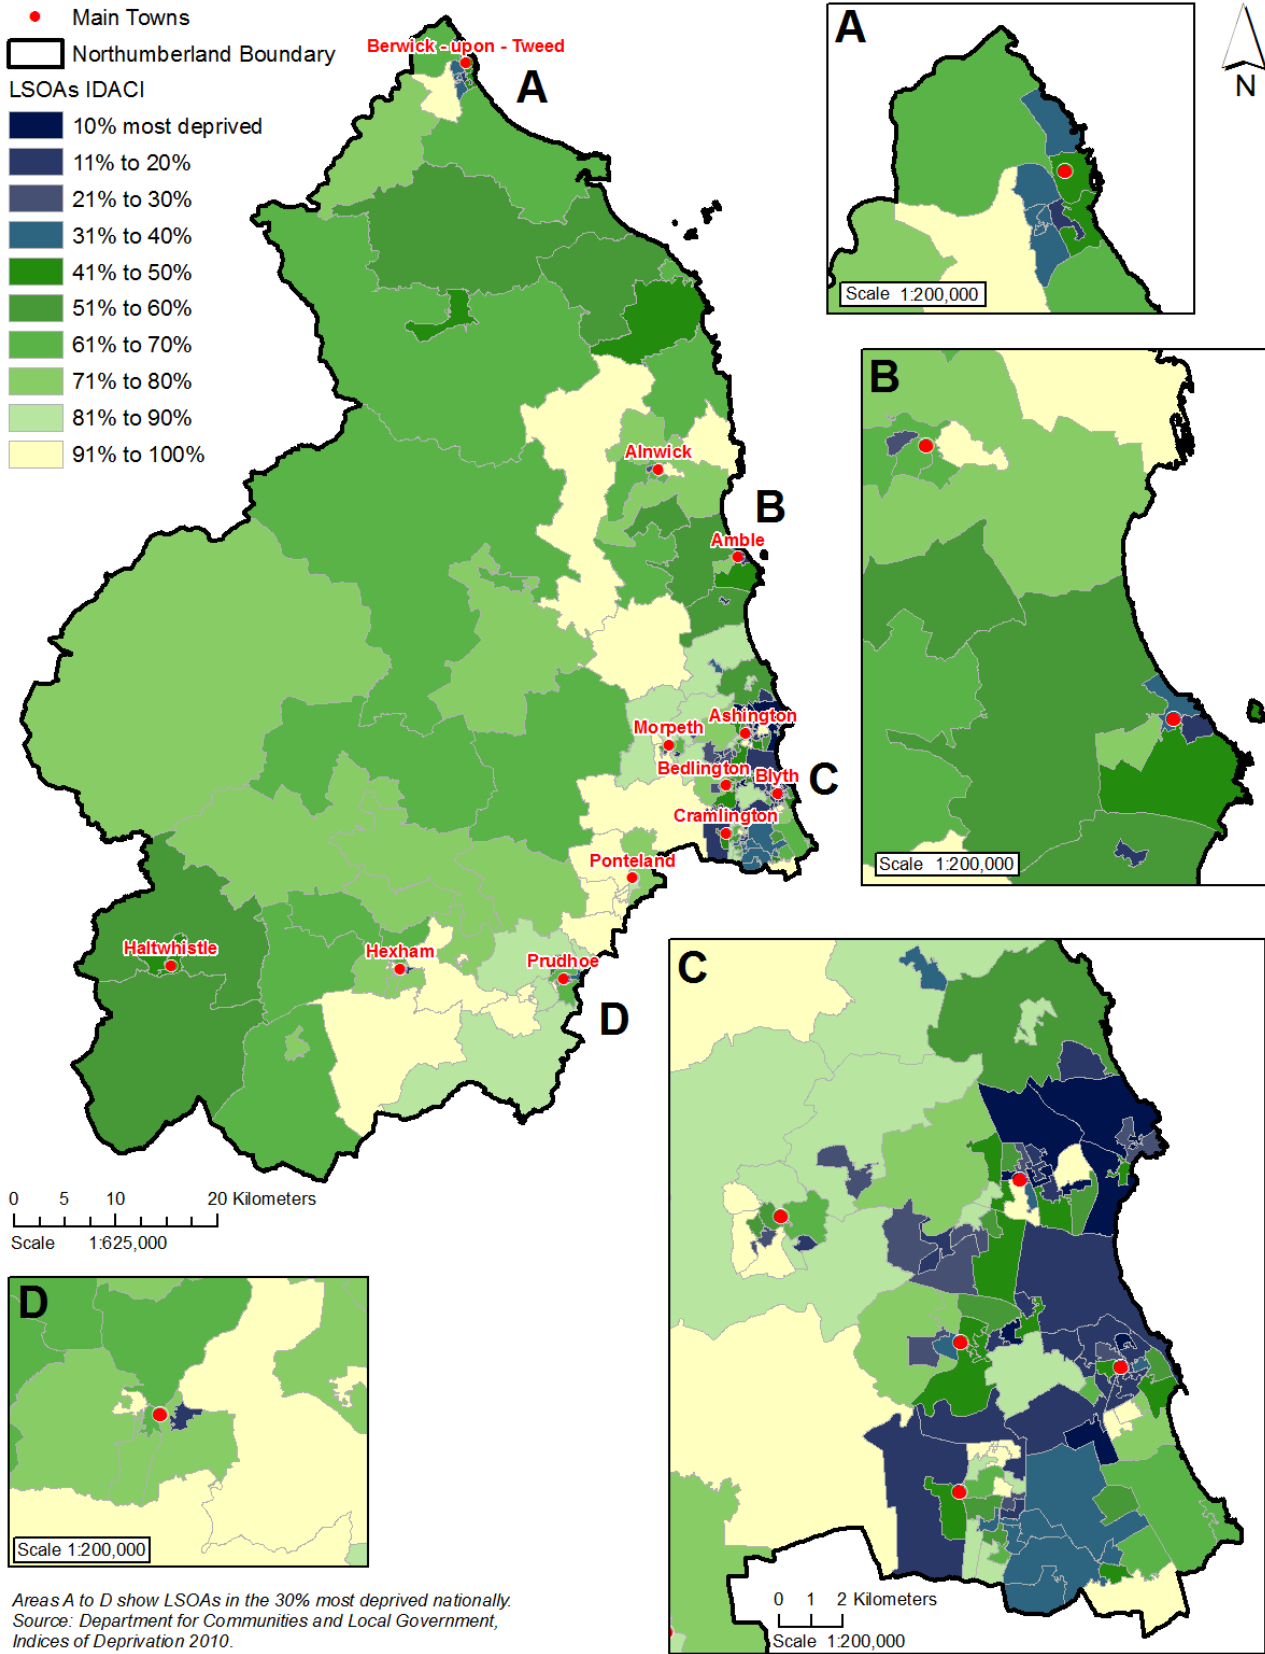 Main Towns
Northumberland Boundary
LSOAs IDACI
10% most deprived
11% to 20%
21% to 30%
31% to 40%
41% to 50%
51% to 60%
61% to 70%
71% to 80%
81% to 90%
91% to 100%
Berwick - upon - Tweed
A
Alnwick
B
Amble
Ashington
Morpeth
Bedlington
Blyth
C
Cramlington
Ponteland
Haltwhistle
Hexham
Prudhoe
D
0 5 10 20 Kilometers
Scale 1:625,000
A
Scale 1:200,000
N
B
Scale 1:200,000
C
0 1 2 Kilometers
Scale 1:200,000
D
Scale 1:200,000
Areas A to D show LSOAs in the 30% most deprived nationally.
Source: Department for Communities and Local Government,
Indices of Deprivation 2010.